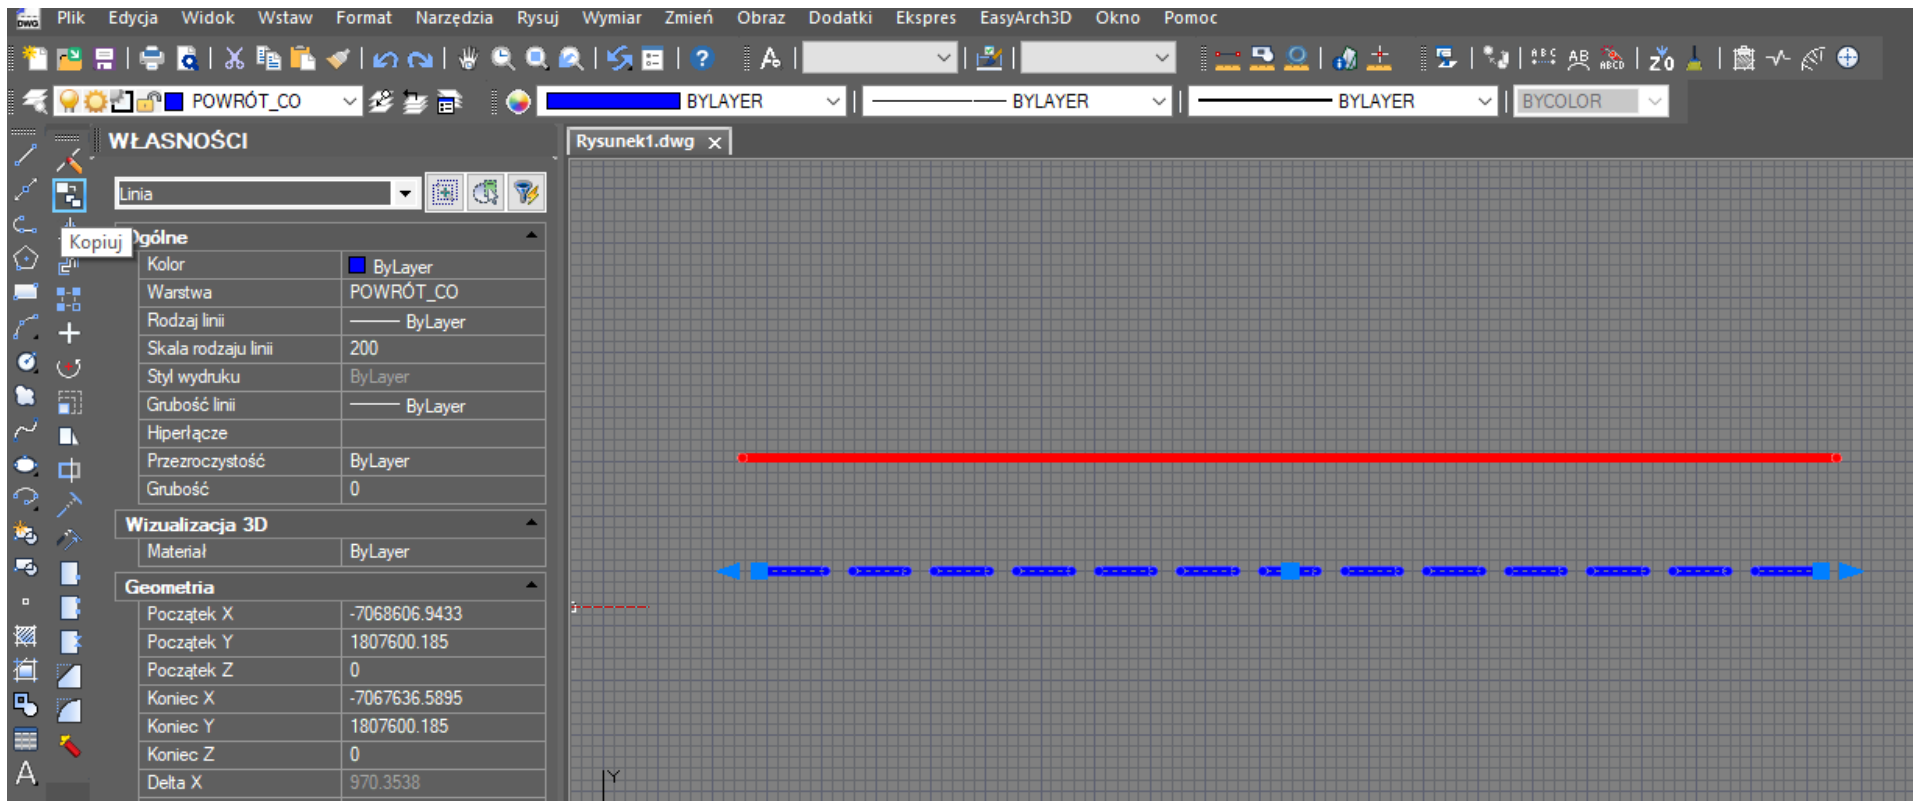 DWG Plik Edycja Widok Wstaw Format Narzędzia Rysuj Wymiar Zmień Obraz Dodatki Ekspres EasyArch3D Okno Pomoc
POWRÓT_CO BYLAYER BYLAYER BYLAYER BYCOLOR
WŁASNOŚCI Rysunek1.dwg
Linia
Kopiuj
gólne
Kolor ByLayer
Warstwa POWRÓT_CO
Rodzaj linii ByLayer
Skala rodzaju linii 200
Styl wydruku ByLayer
Grubość linii ByLayer
Hiperłącze
Przezroczystość ByLayer
Grubość 0
Wizualizacja 3D
Materiał ByLayer
Geometria
Początek X -7068606.9433
Początek Y 1807600.185
Początek Z 0
Koniec X -7067636.5895
Koniec Y 1807600.185
Koniec Z 0
Delta X 970.3538
Y